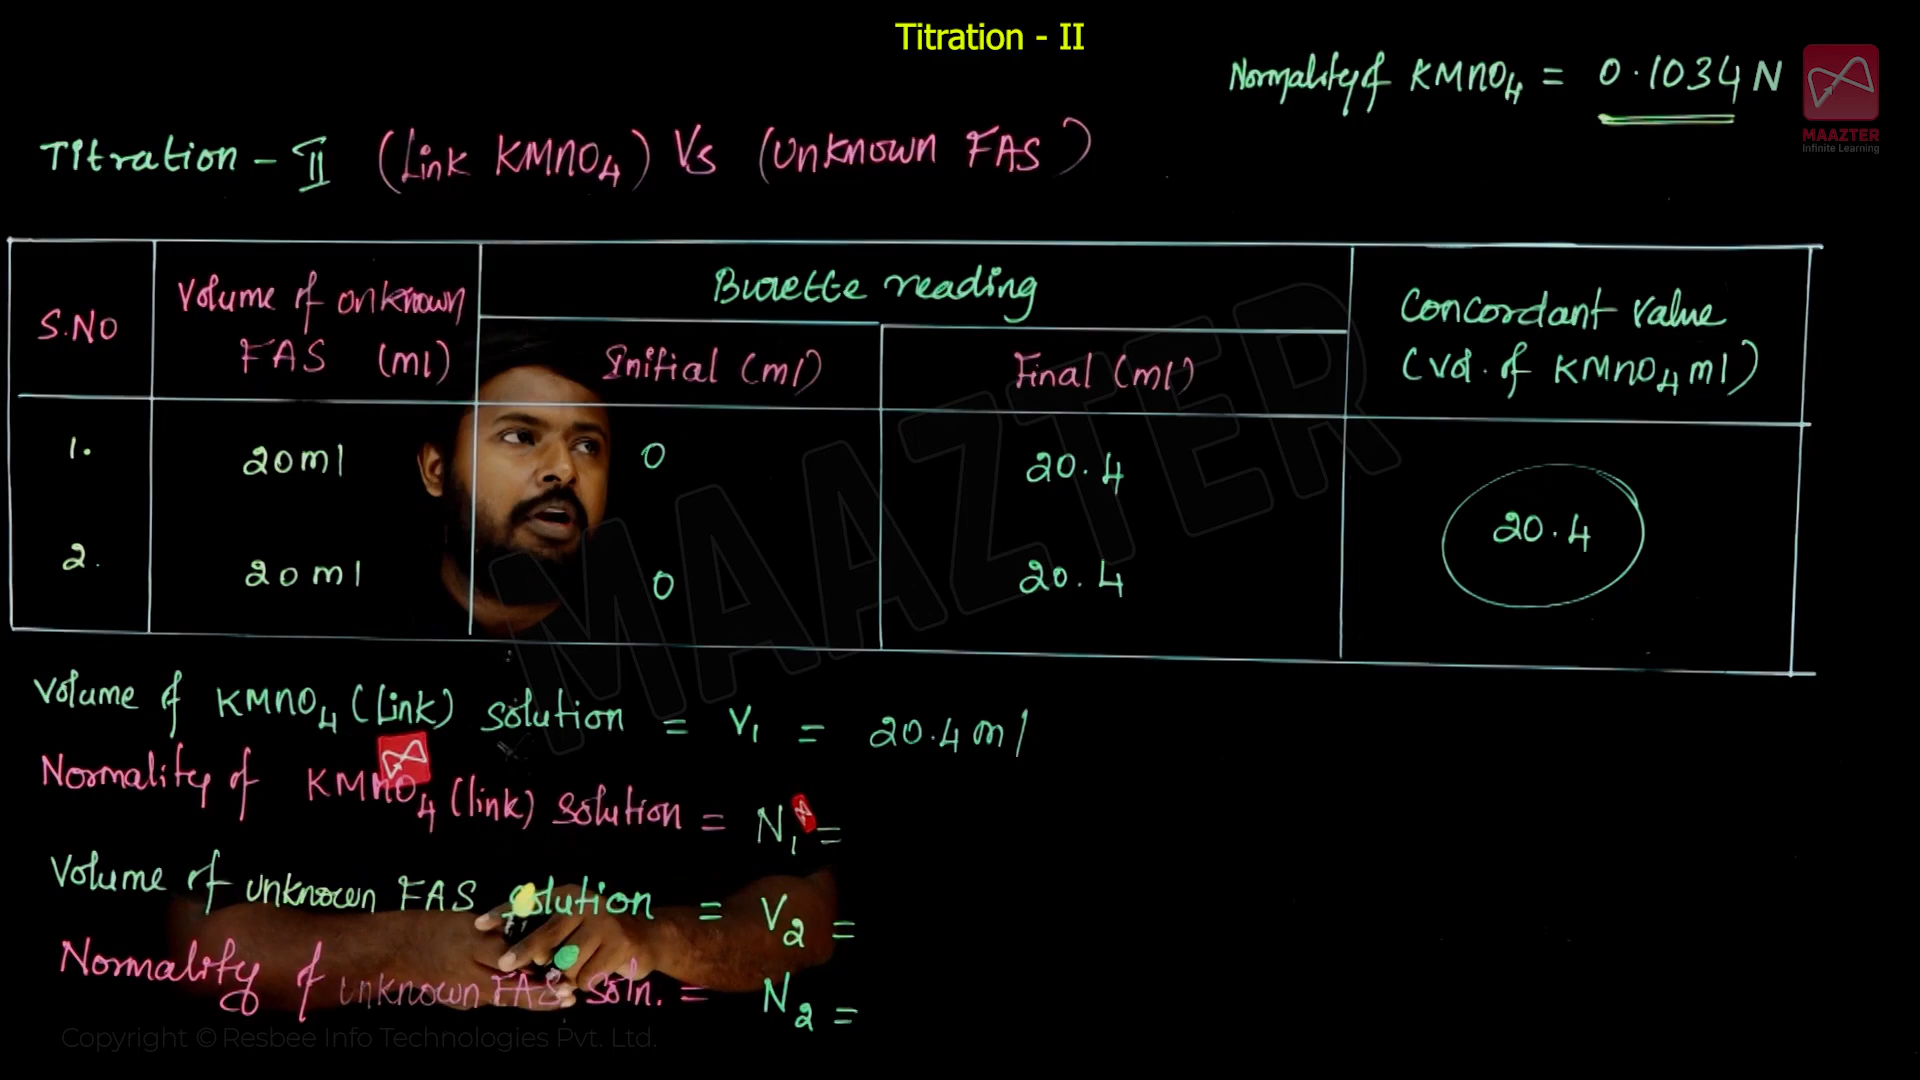 Titration - II
Normality of KMnO4 = 0.1034 N
MAAZTER
Infinite Learning
Titration - II (Link KMnO4) Vs (Unknown FAS)
S.NO
Volume of unknown FAS (ml)
Burette reading
Initial (ml)
Final (ml)
Concordant value
(Vol. of KMnO4 ml)
1. 20ml 0 20.4
20.4
2. 20ml 0 20.4
MAAZTER
Volume of KMnO4 (Link) solution = V1 = 20.4 ml
Normality of KMnO4 (link) solution = N1 =
Volume of unknown FAS solution = V2 =
Normality of unknown FAS soln. = N2 =
Copyright © Resbee Info Technologies Pvt. Ltd.